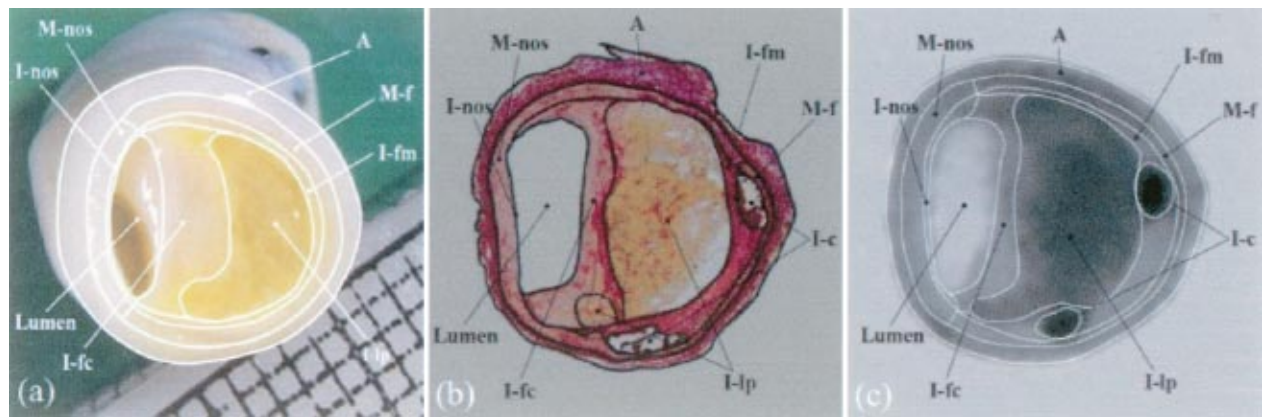 M-nos
A
I-nos
M-f
I-fm
Lumen
I-fc
I-lp
(a)
A
M-nos
I-fm
I-nos
M-f
I-c
Lumen
I-fc
I-lp
(b)
M-nos
A
I-fm
M-f
I-nos
I-c
Lumen
I-fc
I-lp
(c)